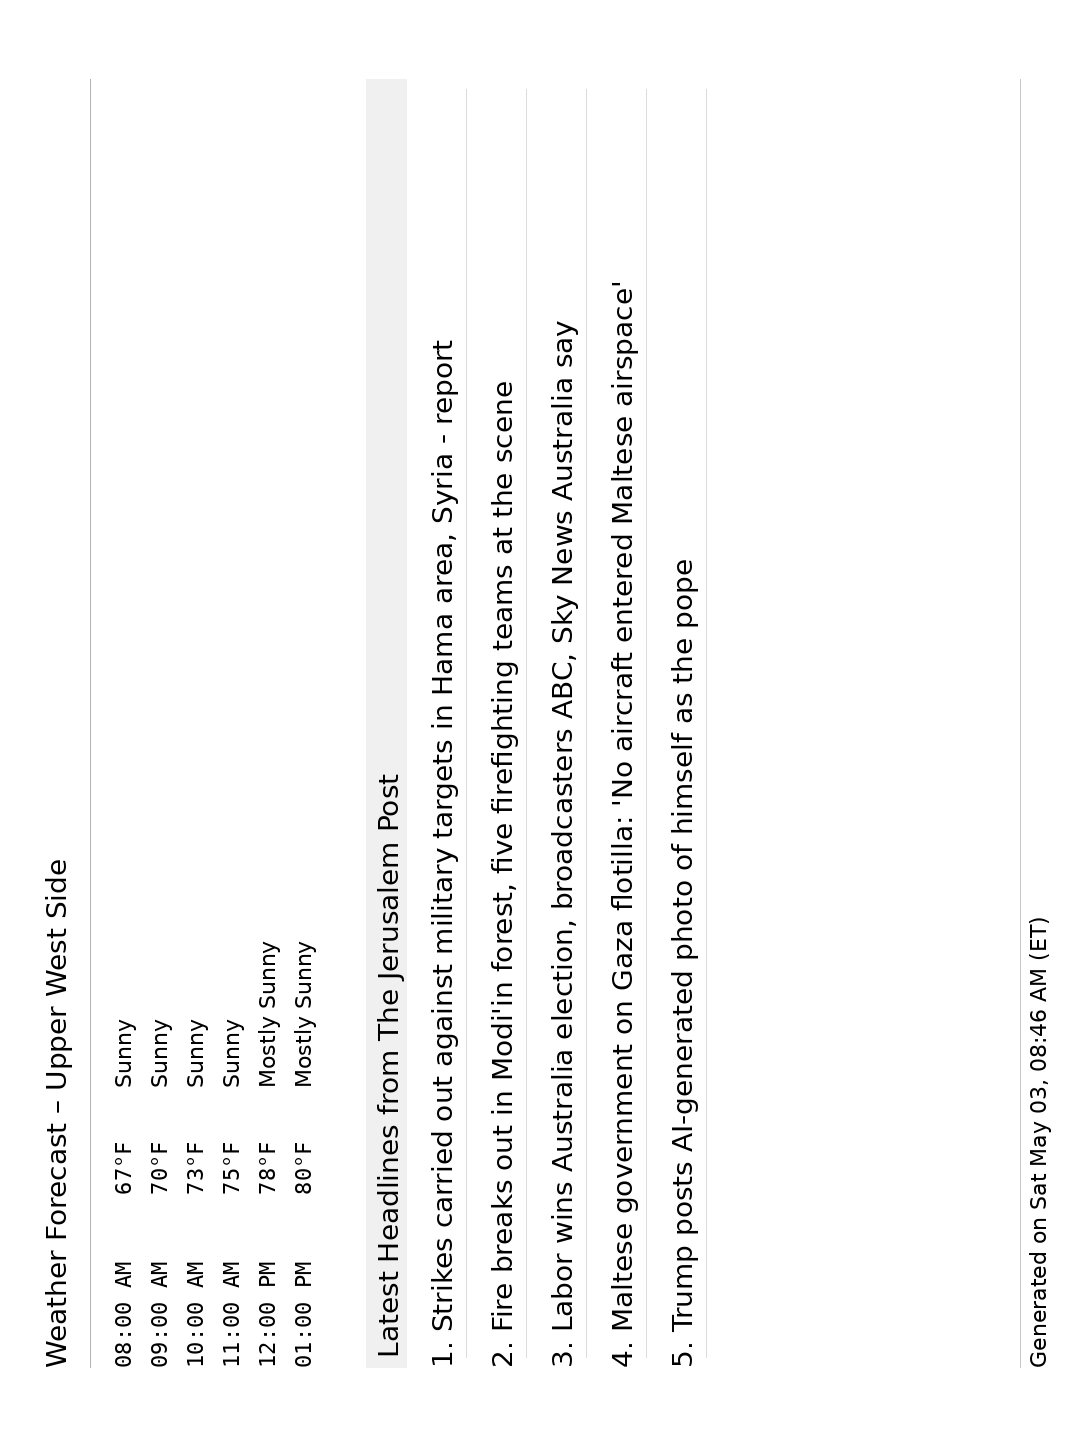 Weather Forecast – Upper West Side
08:00 AM 67°F Sunny
09:00 AM 70°F Sunny
10:00 AM 73°F Sunny
11:00 AM 75°F Sunny
12:00 PM 78°F Mostly Sunny
01:00 PM 80°F Mostly Sunny
Latest Headlines from The Jerusalem Post
1. Strikes carried out against military targets in Hama area, Syria - report
2. Fire breaks out in Modi'in forest, five firefighting teams at the scene
3. Labor wins Australia election, broadcasters ABC, Sky News Australia say
4. Maltese government on Gaza flotilla: 'No aircraft entered Maltese airspace'
5. Trump posts AI-generated photo of himself as the pope
Generated on Sat May 03, 08:46 AM (ET)